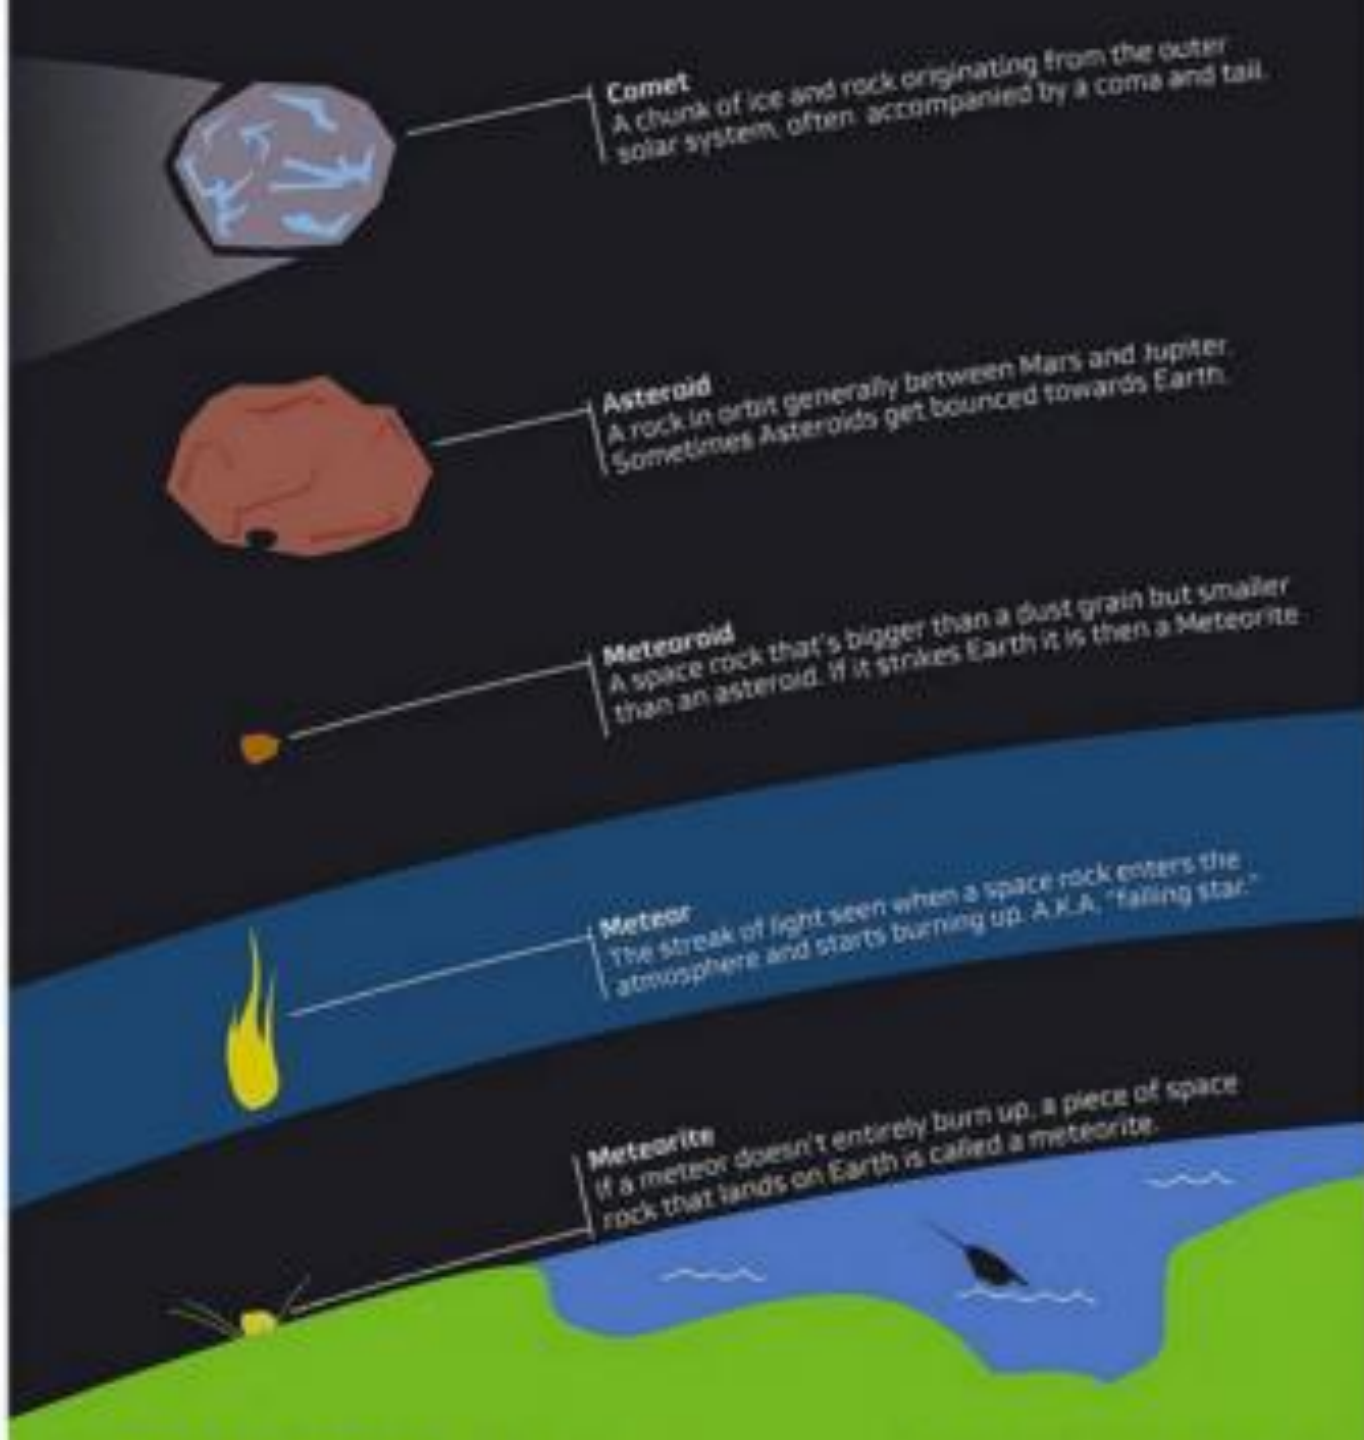 Comet
A chunk of ice and rock originating from the outer
solar system, often accompanied by a coma and tail.
Asteroid
A rock in orbit generally between Mars and Jupiter.
Sometimes Asteroids get bounced towards Earth.
Meteoroid
A space rock that's bigger than a dust grain but smaller
than an asteroid. If it strikes Earth it is then a Meteorite
Meteor
The streak of light seen when a space rock enters the
atmosphere and starts burning up. A.K.A. "falling star."
Meteorite
If a meteor doesn't entirely burn up, a piece of space
rock that lands on Earth is called a meteorite.